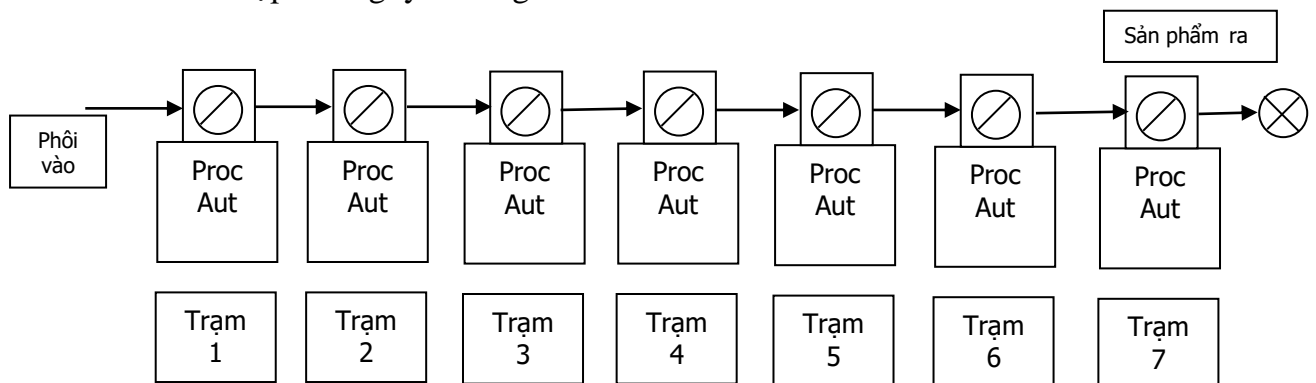 Sản phẩm ra
Phôi
vào
Proc
Aut
Proc
Aut
Proc
Aut
Proc
Aut
Proc
Aut
Proc
Aut
Proc
Aut
Trạm
1
Trạm
2
Trạm
3
Trạm
4
Trạm
5
Trạm
6
Trạm
7